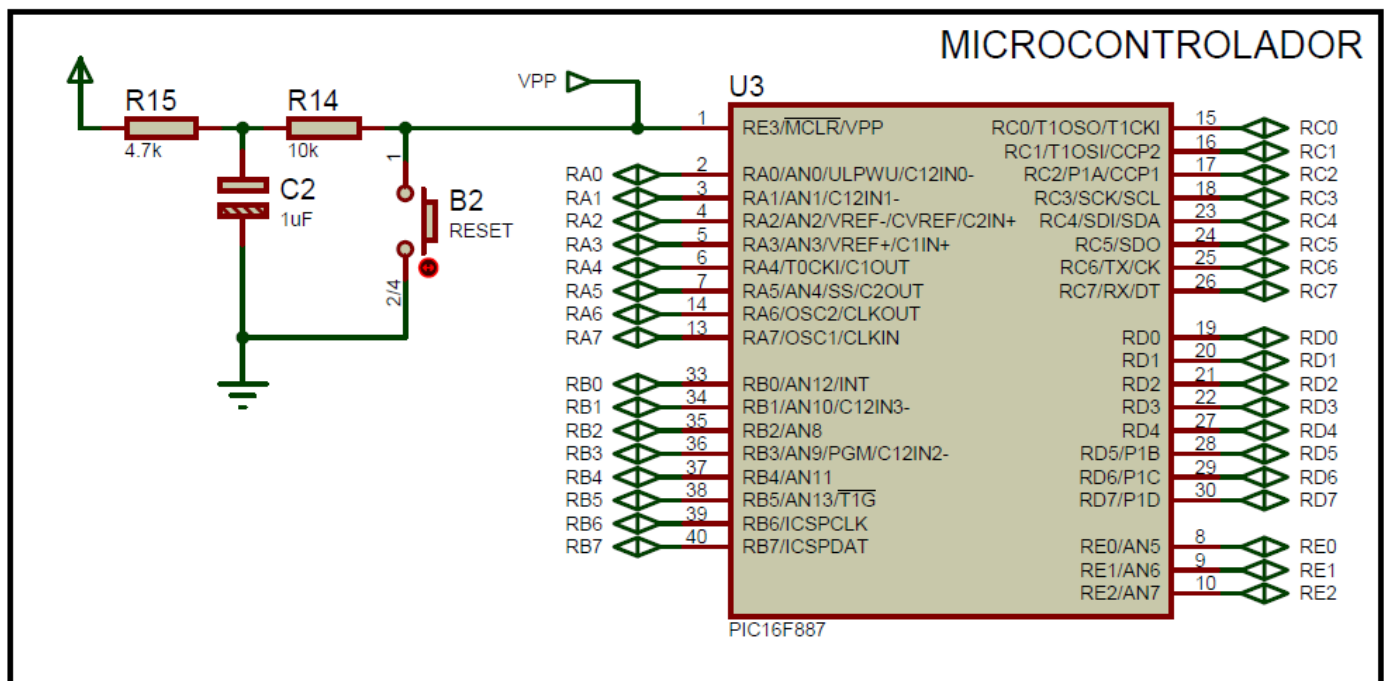 MICROCONTROLADOR
R15
4.7k
R14
10k
C2
1uF
1
B2
RESET
2/4
VPP
U3
1 RE3/MCLR/VPP
RA0 2 RA0/AN0/ULPWU/C12IN0-
RA1 3 RA1/AN1/C12IN1-
RA2 4 RA2/AN2/VREF-/CVREF/C2IN+
RA3 5 RA3/AN3/VREF+/C1IN+
RA4 6 RA4/T0CKI/C1OUT
RA5 7 RA5/AN4/SS/C2OUT
RA6 14 RA6/OSC2/CLKOUT
RA7 13 RA7/OSC1/CLKIN
RB0 33 RB0/AN12/INT
RB1 34 RB1/AN10/C12IN3-
RB2 35 RB2/AN8
RB3 36 RB3/AN9/PGM/C12IN2-
RB4 37 RB4/AN11
RB5 38 RB5/AN13/T1G
RB6 39 RB6/ICSPCLK
RB7 40 RB7/ICSPDAT
RC0/T1OSO/T1CKI 15 RC0
RC1/T1OSI/CCP2 16 RC1
RC2/P1A/CCP1 17 RC2
RC3/SCK/SCL 18 RC3
RC4/SDI/SDA 23 RC4
RC5/SDO 24 RC5
RC6/TX/CK 25 RC6
RC7/RX/DT 26 RC7
RD0 19 RD0
RD1 20 RD1
RD2 21 RD2
RD3 22 RD3
RD4 27 RD4
RD5/P1B 28 RD5
RD6/P1C 29 RD6
RD7/P1D 30 RD7
RE0/AN5 8 RE0
RE1/AN6 9 RE1
RE2/AN7 10 RE2
PIC16F887